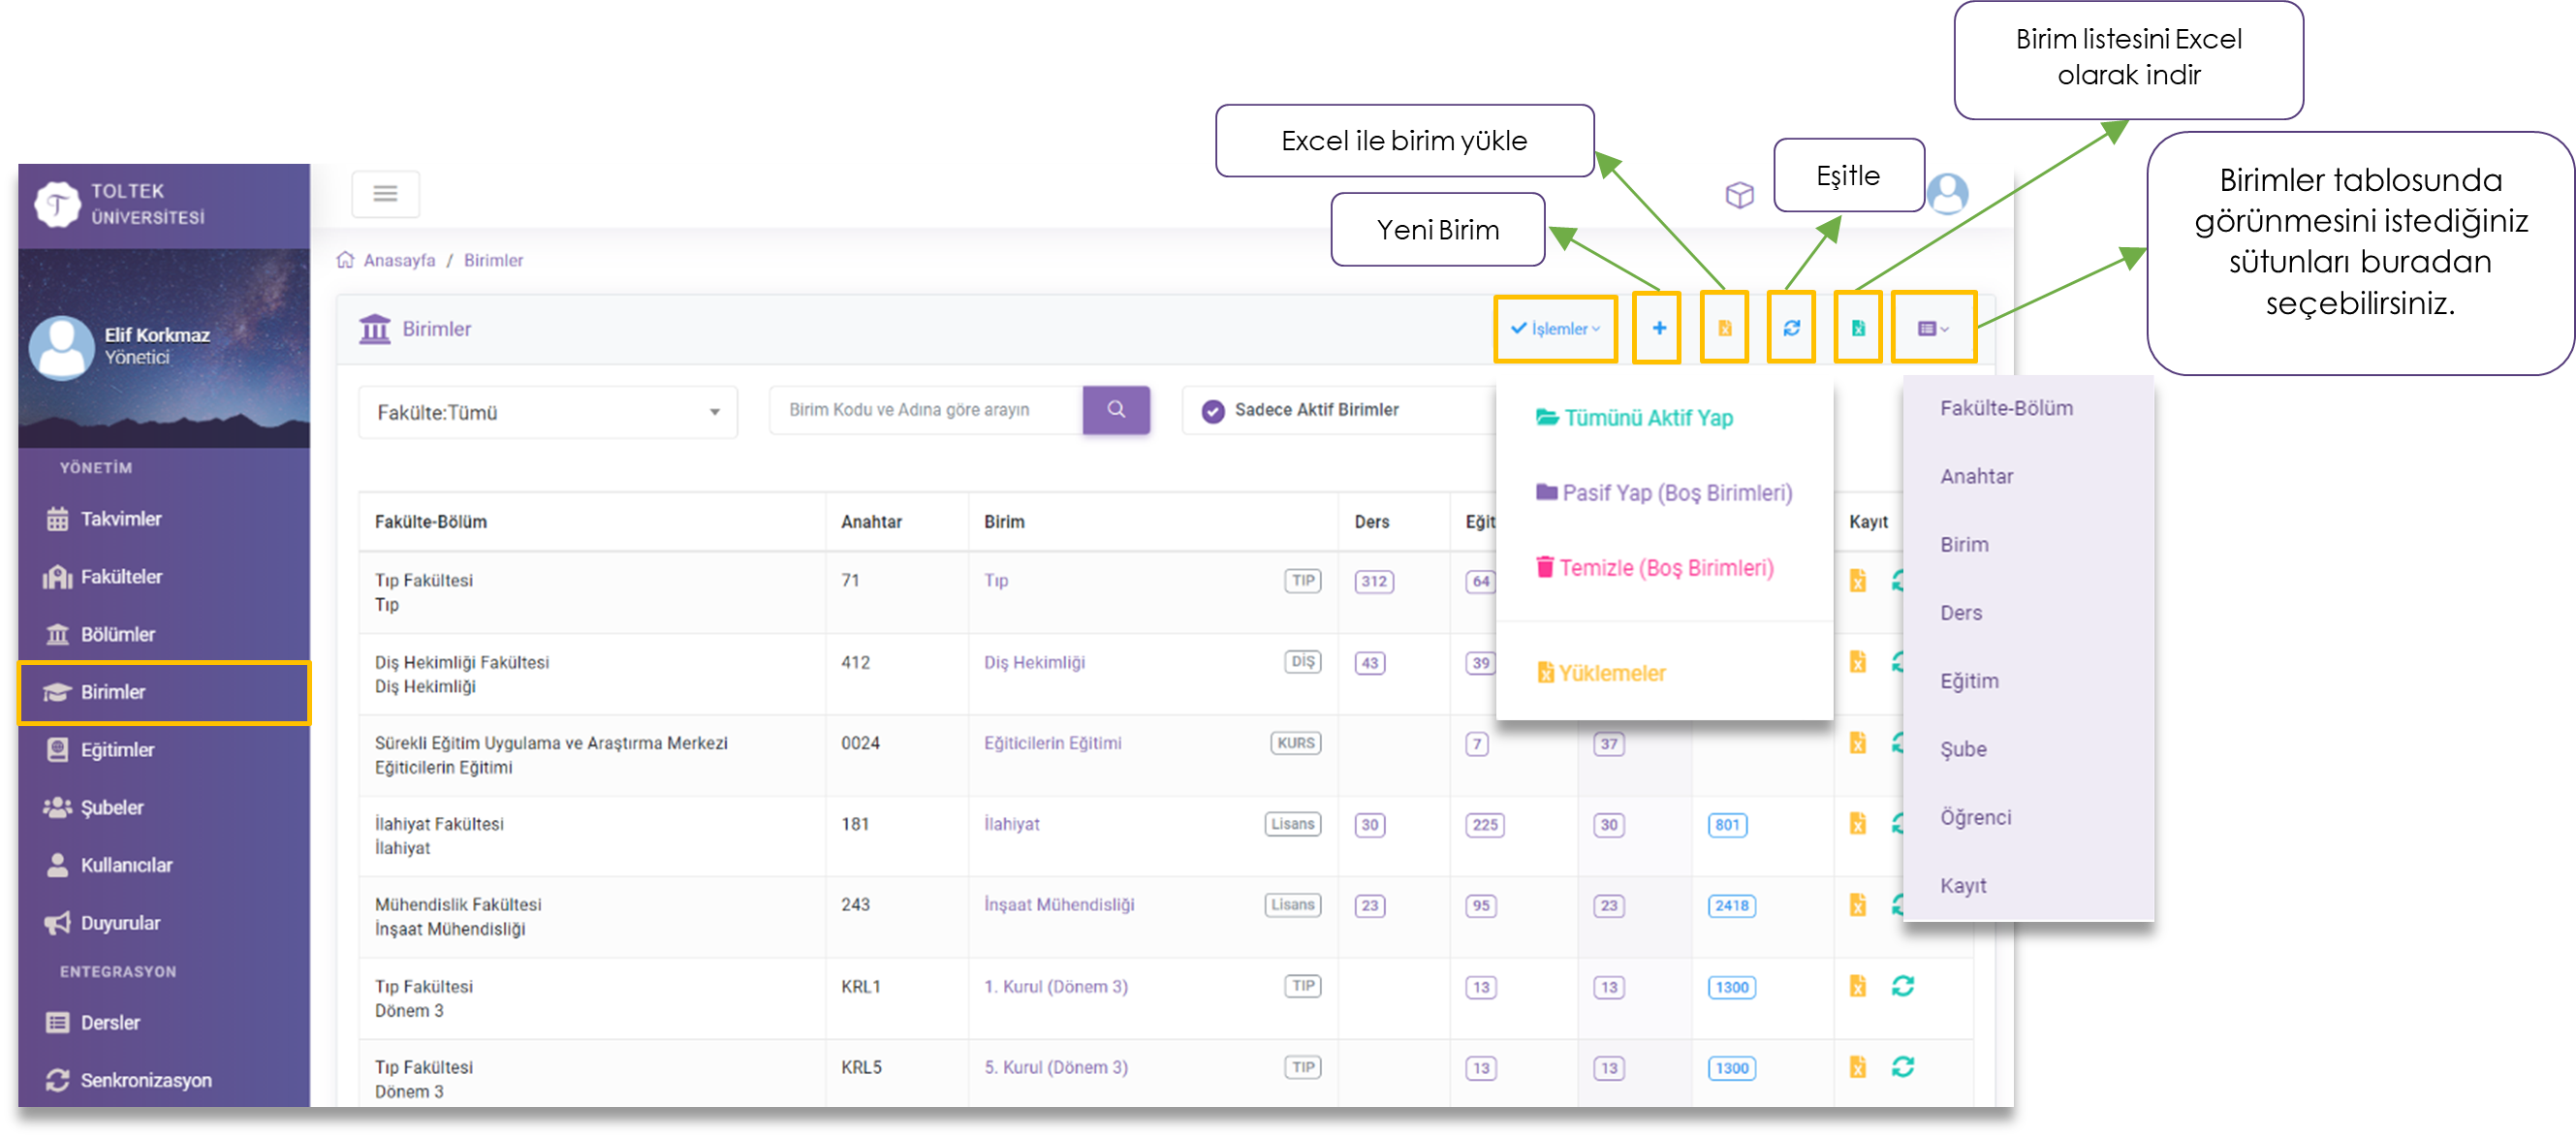 Birim listesini Excel
olarak indir
Excel ile birim yükle
Eşitle
Yeni Birim
Birimler tablosunda
görünmesini istediğiniz
sütunları buradan
seçebilirsiniz.
TOLTEK
ÜNİVERSİTESİ
Elif Korkmaz
Yönetici
YÖNETİM
Takvimler
Fakülteler
Bölümler
Birimler
Eğitimler
Şubeler
Kullanıcılar
Duyurular
ENTEGRASYON
Dersler
Senkronizasyon
Anasayfa / Birimler
Birimler
İşlemler
Fakülte:Tümü
Birim Kodu ve Adına göre arayın
Sadece Aktif Birimler
Tümünü Aktif Yap
Pasif Yap (Boş Birimleri)
Temizle (Boş Birimleri)
Yüklemeler
Fakülte-Bölüm
Anahtar
Birim
Ders
Eğitim
Şube
Öğrenci
Kayıt
Fakülte-Bölüm Anahtar Birim Ders Eğit Kayıt
Tıp Fakültesi 71 Tıp TIP 312 64
Tıp
Diş Hekimliği Fakültesi 412 Diş Hekimliği DİŞ 43 39
Diş Hekimliği
Sürekli Eğitim Uygulama ve Araştırma Merkezi 0024 Eğiticilerin Eğitimi KURS 7 37
Eğiticilerin Eğitimi
İlahiyat Fakültesi 181 İlahiyat Lisans 30 225 30 801
İlahiyat
Mühendislik Fakültesi 243 İnşaat Mühendisliği Lisans 23 95 23 2418
İnşaat Mühendisliği
Tıp Fakültesi KRL1 1. Kurul (Dönem 3) TIP 13 13 1300
Dönem 3
Tıp Fakültesi KRL5 5. Kurul (Dönem 3) TIP 13 13 1300
Dönem 3